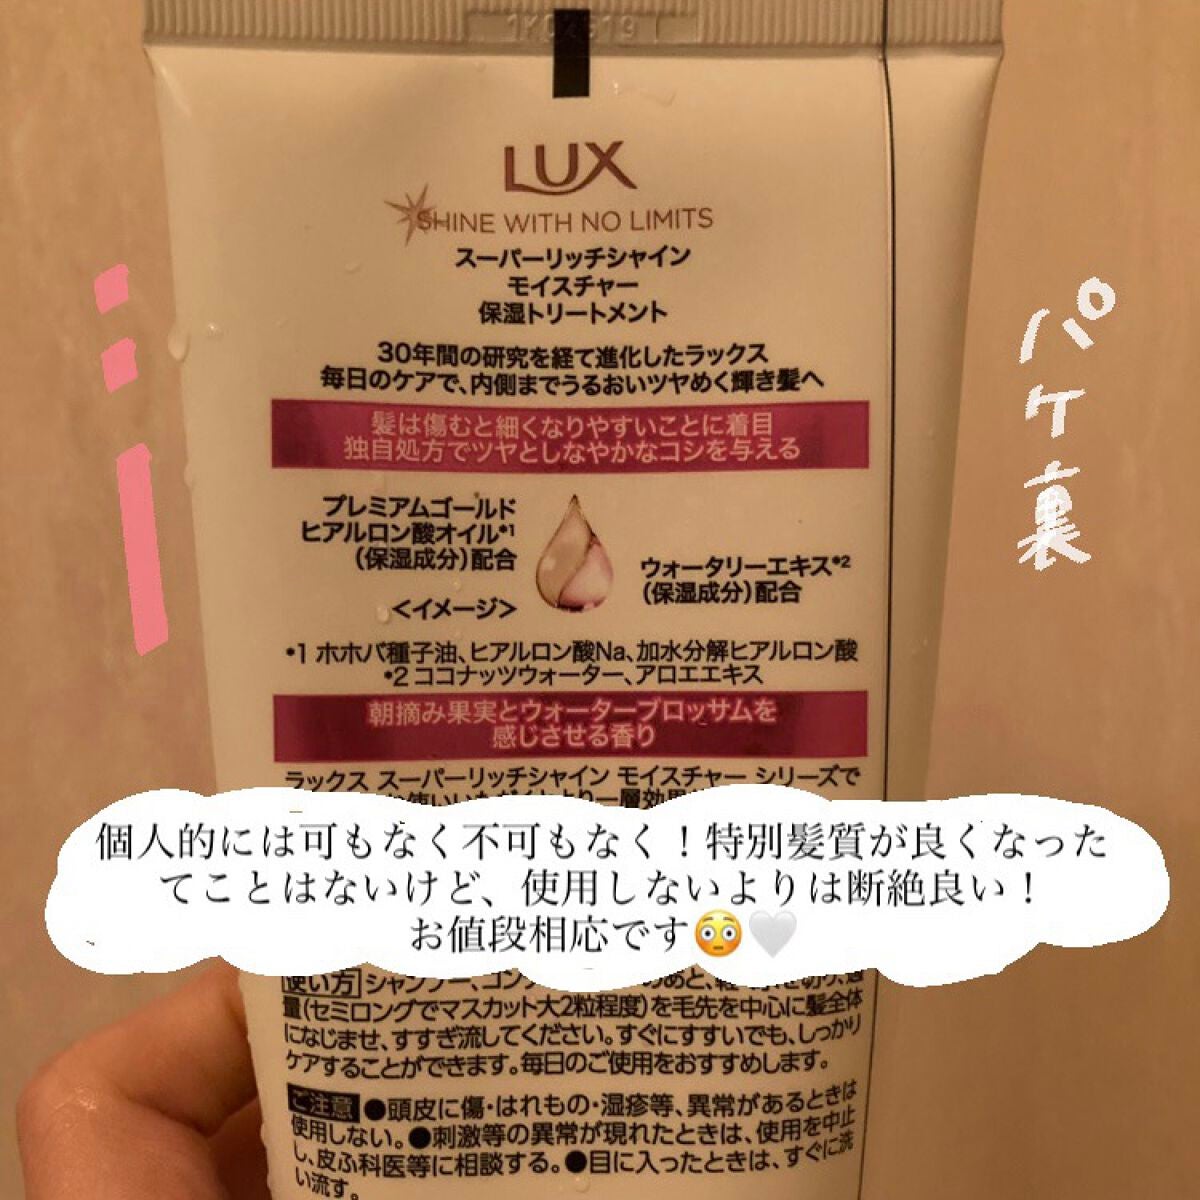 LUX
SHINE WITH NO LIMITS
スーパーリッチシャイン
モイスチャー
保湿トリートメント
30年間の研究を経て進化したラックス
毎日のケアで、内側までうるおいツヤめく輝き髪へ
髪は傷むと細くなりやすいことに着目
独自処方でツヤとしなやかなコシを与える
プレミアムゴールド
ヒアルロン酸オイル*1
(保湿成分)配合
ウォータリーエキス*2
(保湿成分)配合
<イメージ>
*1 ホホバ種子油、ヒアルロン酸Na、加水分解ヒアルロン酸
*2 ココナッツウォーター、アロエエキス
朝摘み果実とウォーターブロッサムを
感じさせる香り
ラックス スーパーリッチシャイン モイスチャー シリーズで
パケ裏
個人的には可もなく不可もなく！特別髪質が良くなった
てことはないけど、使用しないよりは断絶良い！
お値段相応です😳🤍
使い方 シャンプー、のあと、
量(セミロングでマスカット大2粒程度)を毛先を中心に髪全体
になじませ、すすぎ流してください。すぐにすすいでも、しっかり
ケアすることができます。毎日のご使用をおすすめします。
ご注意 ●頭皮に傷・はれもの・湿疹等、異常があるときは
使用しない。●刺激等の異常が現れたときは、使用を中止
し、皮ふ科医等に相談する。●目に入ったときは、すぐに洗
い流す。